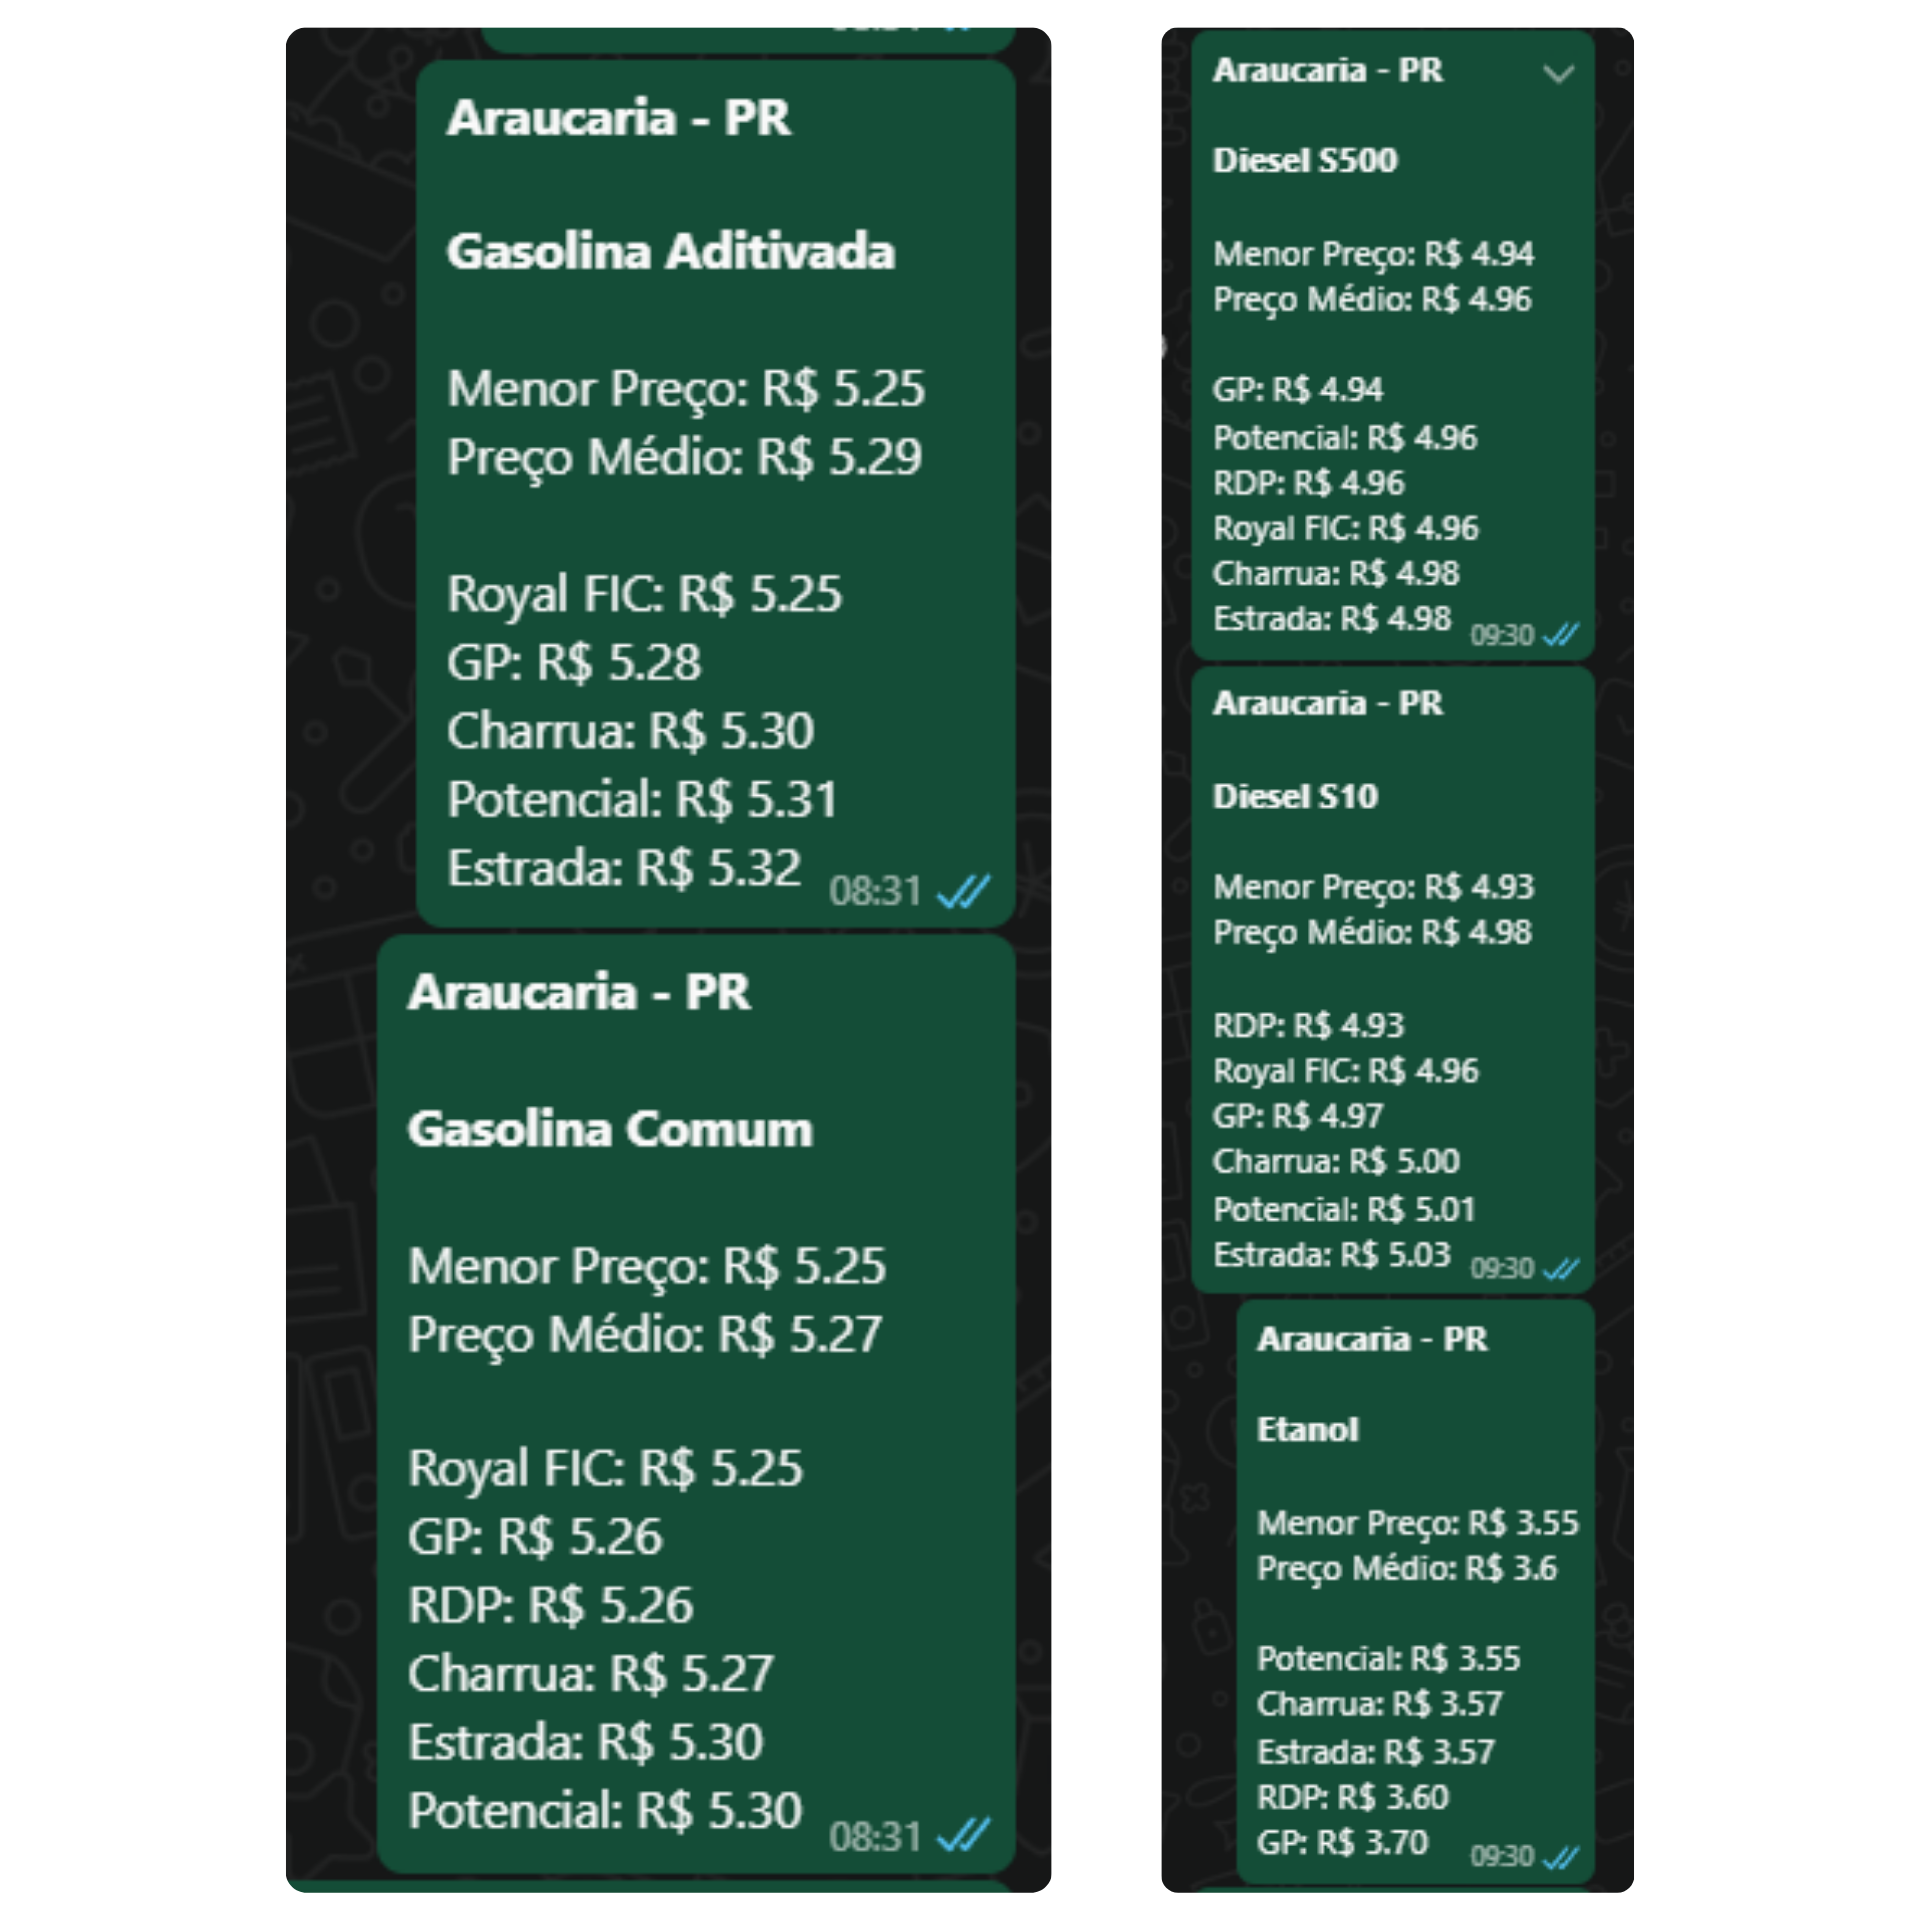 Araucaria - PR
Gasolina Aditivada
Menor Preço: R$ 5.25
Preço Médio: R$ 5.29
Royal FIC: R$ 5.25
GP: R$ 5.28
Charrua: R$ 5.30
Potencial: R$ 5.31
Estrada: R$ 5.32
08:31
Araucaria - PR
Gasolina Comum
Menor Preço: R$ 5.25
Preço Médio: R$ 5.27
Royal FIC: R$ 5.25
GP: R$ 5.26
RDP: R$ 5.26
Charrua: R$ 5.27
Estrada: R$ 5.30
Potencial: R$ 5.30
08:31
Araucaria - PR
Diesel S500
Menor Preço: R$ 4.94
Preço Médio: R$ 4.96
GP: R$ 4.94
Potencial: R$ 4.96
RDP: R$ 4.96
Royal FIC: R$ 4.96
Charrua: R$ 4.98
Estrada: R$ 4.98
09:30
Araucaria - PR
Diesel S10
Menor Preço: R$ 4.93
Preço Médio: R$ 4.98
RDP: R$ 4.93
Royal FIC: R$ 4.96
GP: R$ 4.97
Charrua: R$ 5.00
Potencial: R$ 5.01
Estrada: R$ 5.03
09:30
Araucaria - PR
Etanol
Menor Preço: R$ 3.55
Preço Médio: R$ 3.6
Potencial: R$ 3.55
Charrua: R$ 3.57
Estrada: R$ 3.57
RDP: R$ 3.60
GP: R$ 3.70
09:30